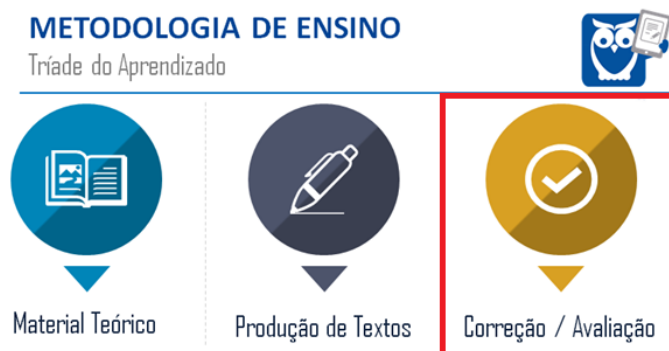 METODOLOGIA DE ENSINO
Tríade do Aprendizado
Material Teórico
Produção de Textos
Correção / Avaliação